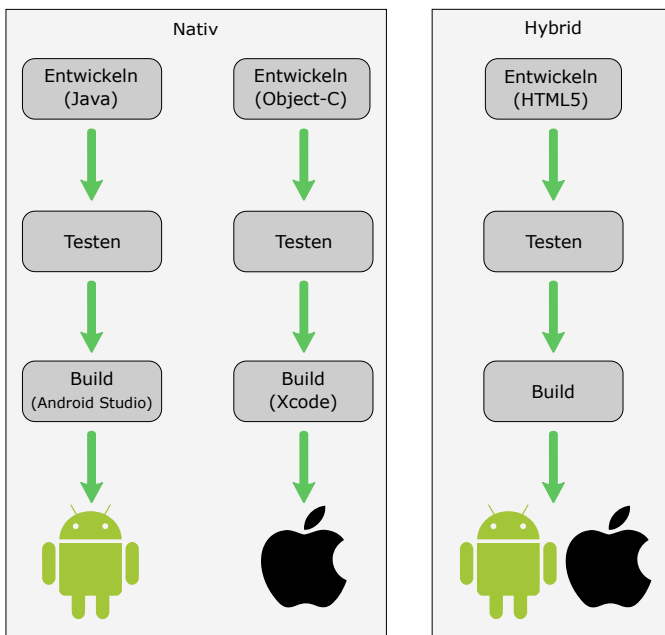 Nativ
Entwickeln
(Java)
Testen
Build
(Android Studio)
Entwickeln
(Object-C)
Testen
Build
(Xcode)
Hybrid
Entwickeln
(HTML5)
Testen
Build